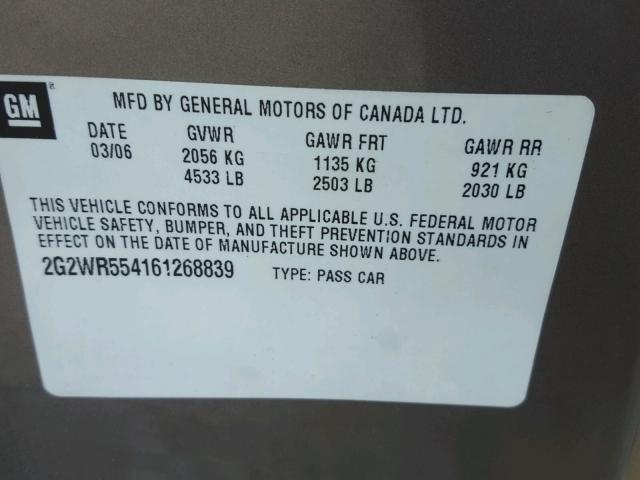 GM
MFD BY GENERAL MOTORS OF CANADA LTD.
DATE GVWR GAWR FRT GAWR RR
03/06 2056 KG 1135 KG 921 KG
4533 LB 2503 LB 2030 LB
THIS VEHICLE CONFORMS TO ALL APPLICABLE U.S. FEDERAL MOTOR
VEHICLE SAFETY, BUMPER, AND THEFT PREVENTION STANDARDS IN
EFFECT ON THE DATE OF MANUFACTURE SHOWN ABOVE.
2G2WR554161268839 TYPE: PASS CAR